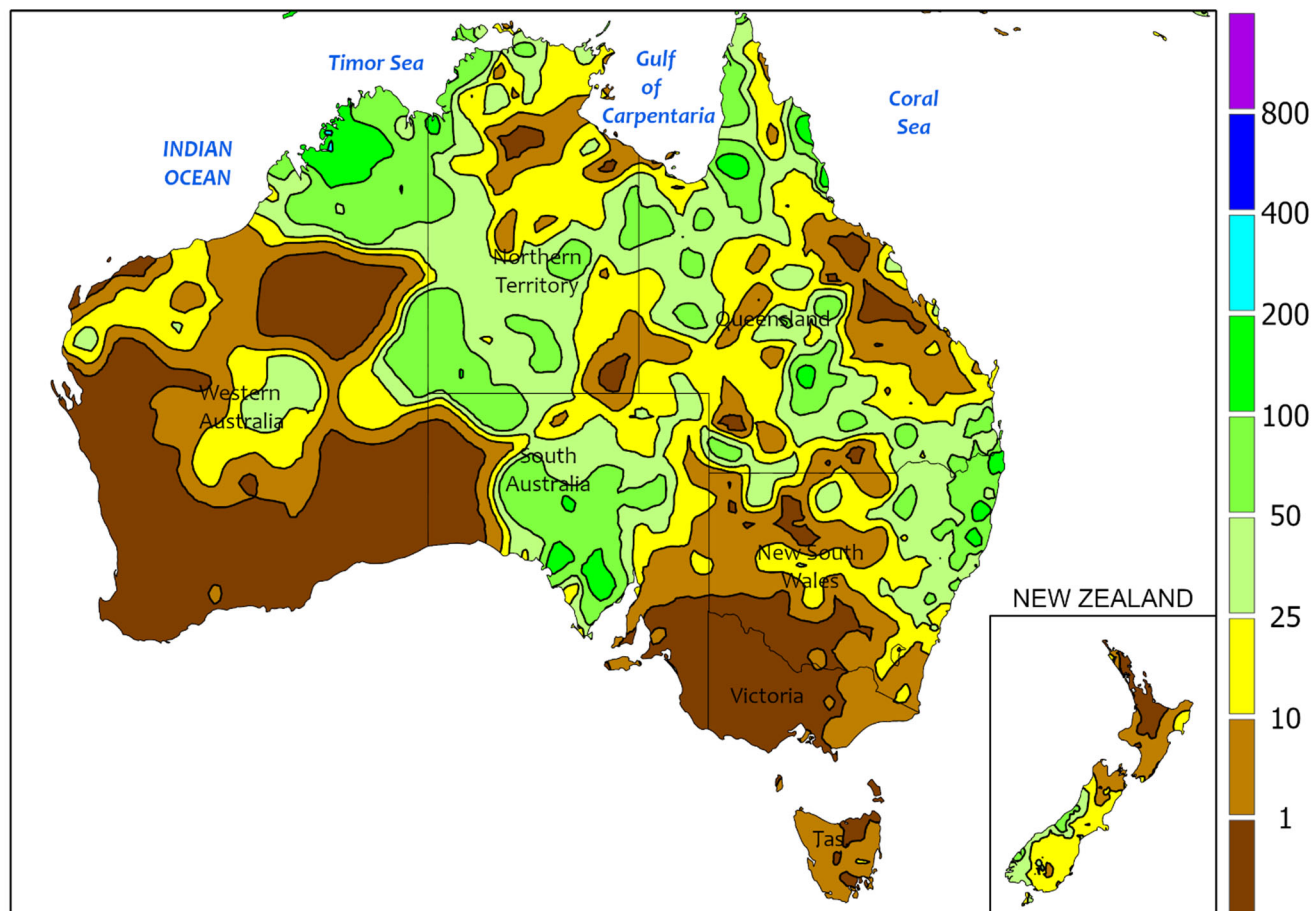 Timor Sea
Gulf
of
Carpentaria
Coral
Sea
INDIAN
OCEAN
Northern
Territory
Queensland
Western
Australia
South
Australia
New South
Wales
Victoria
Tas
NEW ZEALAND
800
400
200
100
50
25
10
1